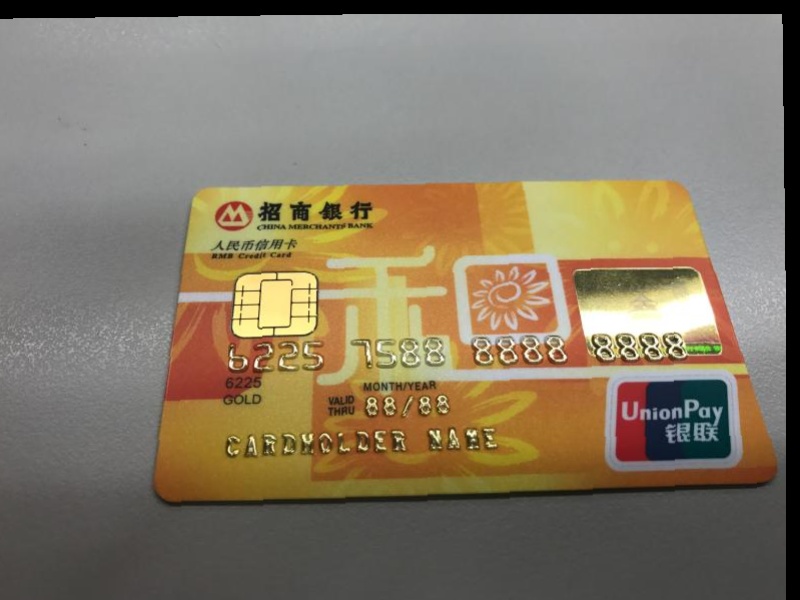 招商银行
CHINA MERCHANTS BANK
人民币信用卡
RMB Credit Card
6225 7588 8888 8888
6225
GOLD
MONTH/YEAR
VALID THRU 88/88
CARDHOLDER NAME
UnionPay
银联